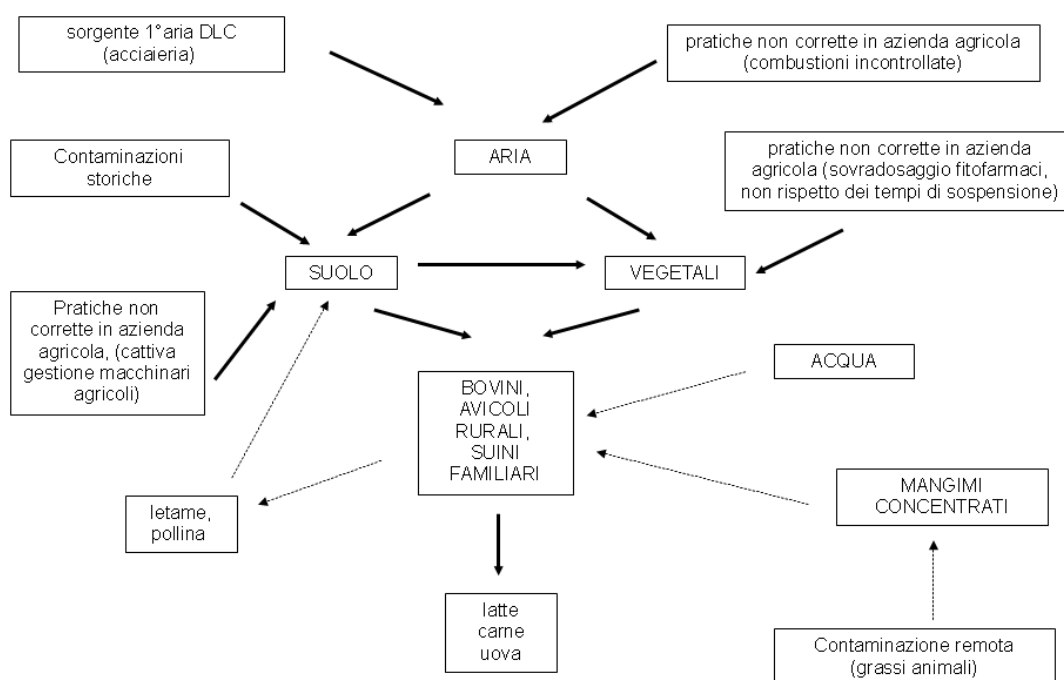 sorgente 1°aria DLC
(acciaieria)
pratiche non corrette in azienda agricola
(combustioni incontrollate)
Contaminazioni
storiche
ARIA
pratiche non corrette in azienda
agricola (sovradosaggio fitofarmaci,
non rispetto dei tempi di sospensione)
SUOLO
VEGETALI
Pratiche non
corrette in azienda
agricola, (cattiva
gestione macchinari
agricoli)
ACQUA
BOVINI,
AVICOLI
RURALI,
SUINI
FAMILIARI
MANGIMI
CONCENTRATI
letame,
pollina
latte
carne
uova
Contaminazione remota
(grassi animali)